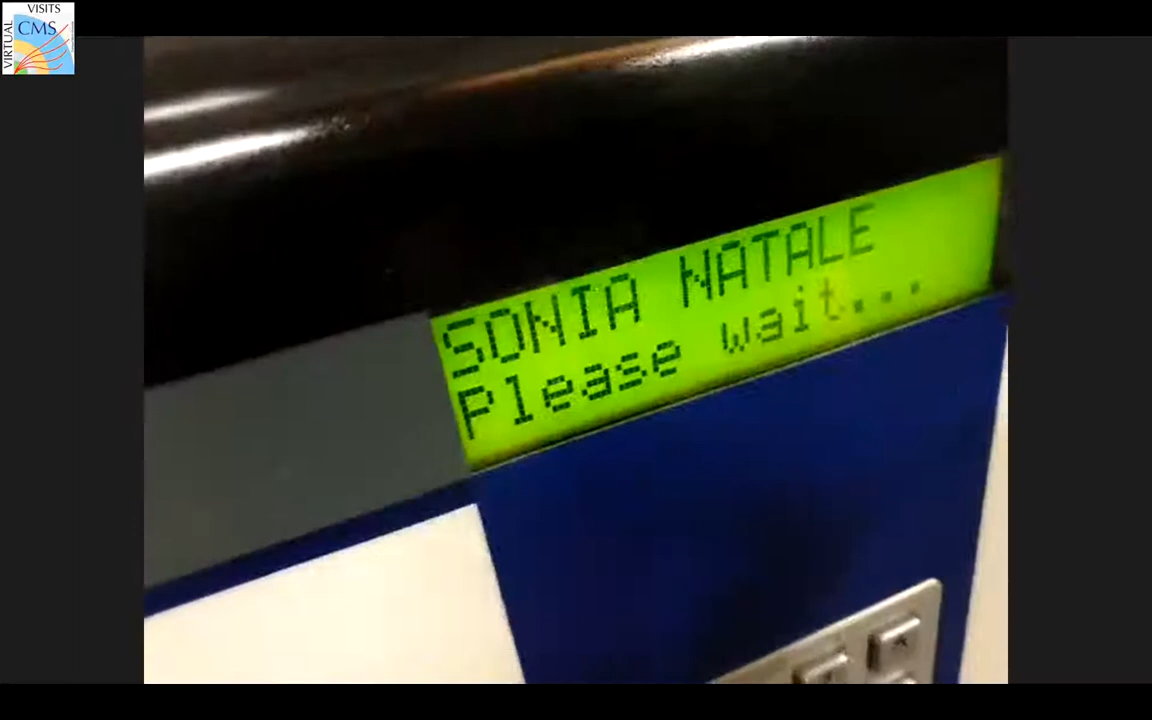 VISITS
VIRTUAL
CMS
SONIA NATALE
Please wait...